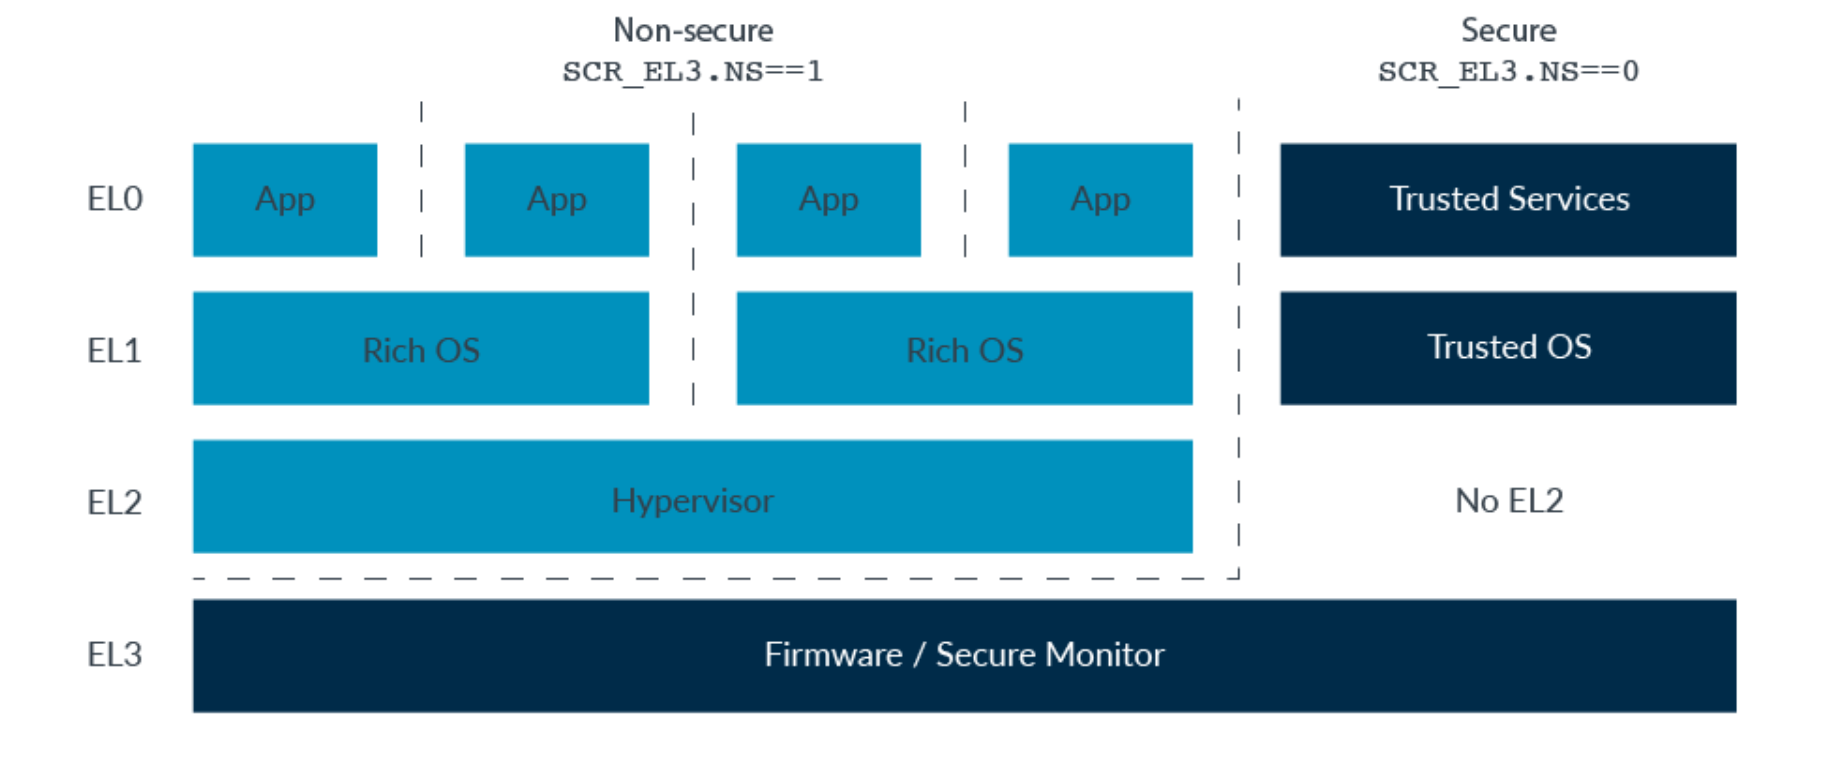 Non-secure
SCR_EL3.NS==1
Secure
SCR_EL3.NS==0
EL0
App
App
App
App
Trusted Services
EL1
Rich OS
Rich OS
Trusted OS
EL2
Hypervisor
No EL2
EL3
Firmware / Secure Monitor